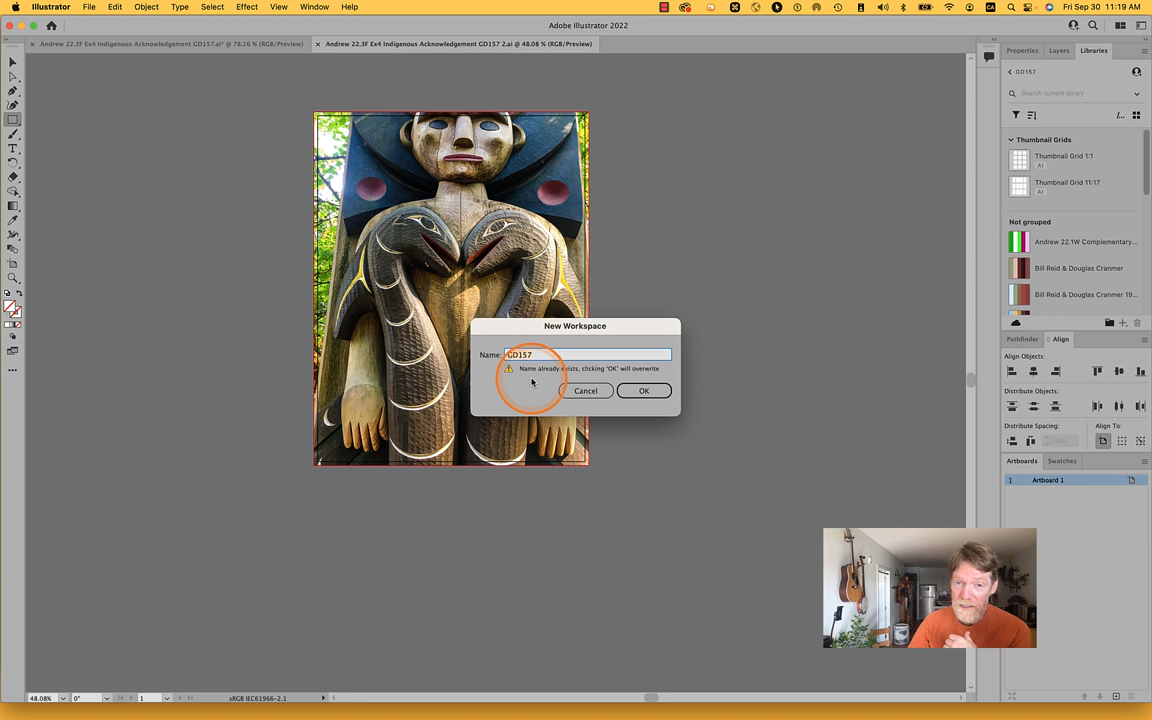 Illustrator File Edit Object Type Select Effect View Window Help
Fri Sep 30 11:19 AM
Adobe Illustrator 2022
Andrew 22.3F Ex4 Indigenous Acknowledgement GD157.ai* @ 78.16 % (RGB/Preview)
Andrew 22.3F Ex4 Indigenous Acknowledgement GD157 2.ai @ 48.08 % (RGB/Preview)
Properties Layers Libraries
GD157
Search current library
Thumbnail Grids
Thumbnail Grid 1:1
Ai
Thumbnail Grid 11:17
Ai
Not grouped
Andrew 22.1W Complementary...
Bill Reid & Douglas Cranmer
Bill Reid & Douglas Cranmer 19...
New Workspace
Name: GD157
Name already exists, clicking 'OK' will overwrite
Cancel OK
Pathfinder Align
Align Objects:
Distribute Objects:
Distribute Spacing: Align To:
Artboards Swatches
1 Artboard 1
48.08% 0° 1 sRGB IEC61966-2.1